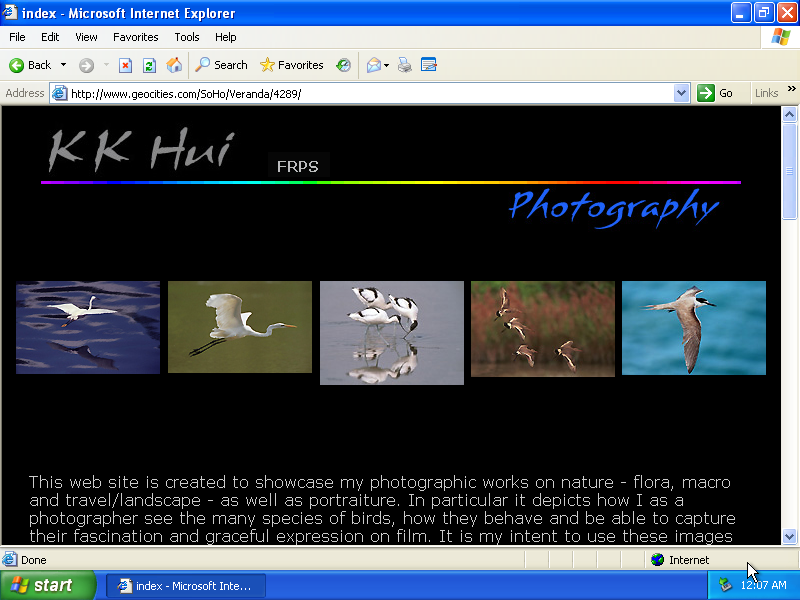 index - Microsoft Internet Explorer
File Edit View Favorites Tools Help
Back Search Favorites
Address http://www.geocities.com/SoHo/Veranda/4289/ Go Links »
KK Hui
FRPS
Photography
This web site is created to showcase my photographic works on nature - flora, macro
and travel/landscape - as well as portraiture. In particular it depicts how I as a
photographer see the many species of birds, how they behave and be able to capture
their fascination and graceful expression on film. It is my intent to use these images
Done Internet
start index - Microsoft Inte... 12:07 AM